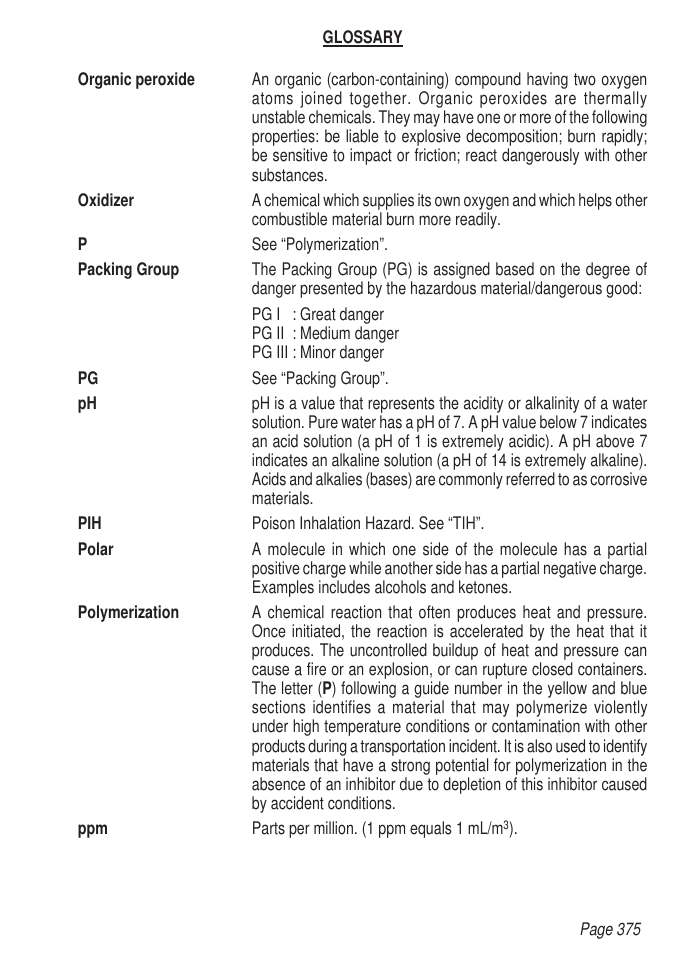 GLOSSARY
Organic peroxide An organic (carbon-containing) compound having two oxygen
atoms joined together. Organic peroxides are thermally
unstable chemicals. They may have one or more of the following
properties: be liable to explosive decomposition; burn rapidly;
be sensitive to impact or friction; react dangerously with other
substances.
Oxidizer A chemical which supplies its own oxygen and which helps other
combustible material burn more readily.
P See “Polymerization”.
Packing Group The Packing Group (PG) is assigned based on the degree of
danger presented by the hazardous material/dangerous good:
PG I : Great danger
PG II : Medium danger
PG III : Minor danger
PG See “Packing Group”.
pH pH is a value that represents the acidity or alkalinity of a water
solution. Pure water has a pH of 7. A pH value below 7 indicates
an acid solution (a pH of 1 is extremely acidic). A pH above 7
indicates an alkaline solution (a pH of 14 is extremely alkaline).
Acids and alkalies (bases) are commonly referred to as corrosive
materials.
PIH Poison Inhalation Hazard. See “TIH”.
Polar A molecule in which one side of the molecule has a partial
positive charge while another side has a partial negative charge.
Examples includes alcohols and ketones.
Polymerization A chemical reaction that often produces heat and pressure.
Once initiated, the reaction is accelerated by the heat that it
produces. The uncontrolled buildup of heat and pressure can
cause a fire or an explosion, or can rupture closed containers.
The letter (P) following a guide number in the yellow and blue
sections identifies a material that may polymerize violently
under high temperature conditions or contamination with other
products during a transportation incident. It is also used to identify
materials that have a strong potential for polymerization in the
absence of an inhibitor due to depletion of this inhibitor caused
by accident conditions.
ppm Parts per million. (1 ppm equals 1 mL/m³).
Page 375